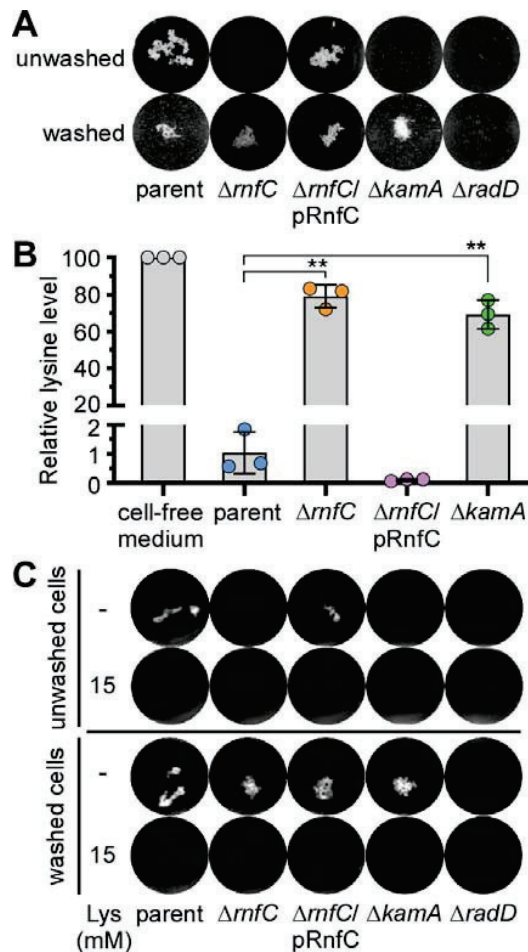 A
unwashed
washed
parent ΔrnfC ΔrnfC/ ΔkamA ΔradD
pRnfC
B
Relative lysine level
100
80
60
40
20
2
1
0
**
**
cell-free parent ΔrnfC ΔrnfC/ ΔkamA
medium pRnfC
C
unwashed cells
-
15
washed cells
-
15
Lys parent ΔrnfC ΔrnfC/ ΔkamA ΔradD
(mM) pRnfC